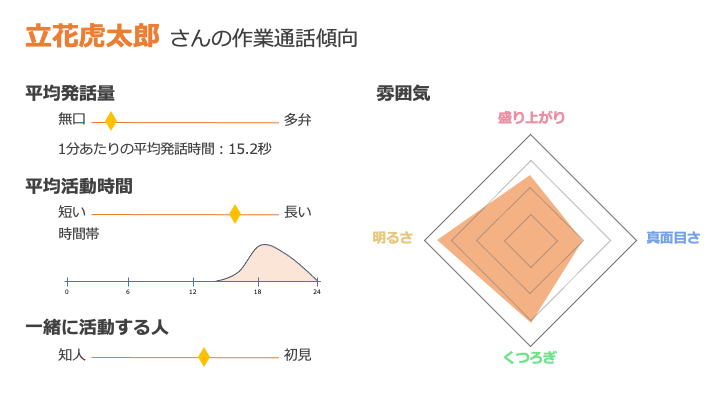 立花虎太郎 さんの作業通話傾向
平均発話量
無口 多弁
1分あたりの平均発話時間：15.2秒
平均活動時間
短い 長い
時間帯
0 6 12 18 24
一緒に活動する人
知人 初見
雰囲気
盛り上がり
明るさ 真面目さ
くつろぎ